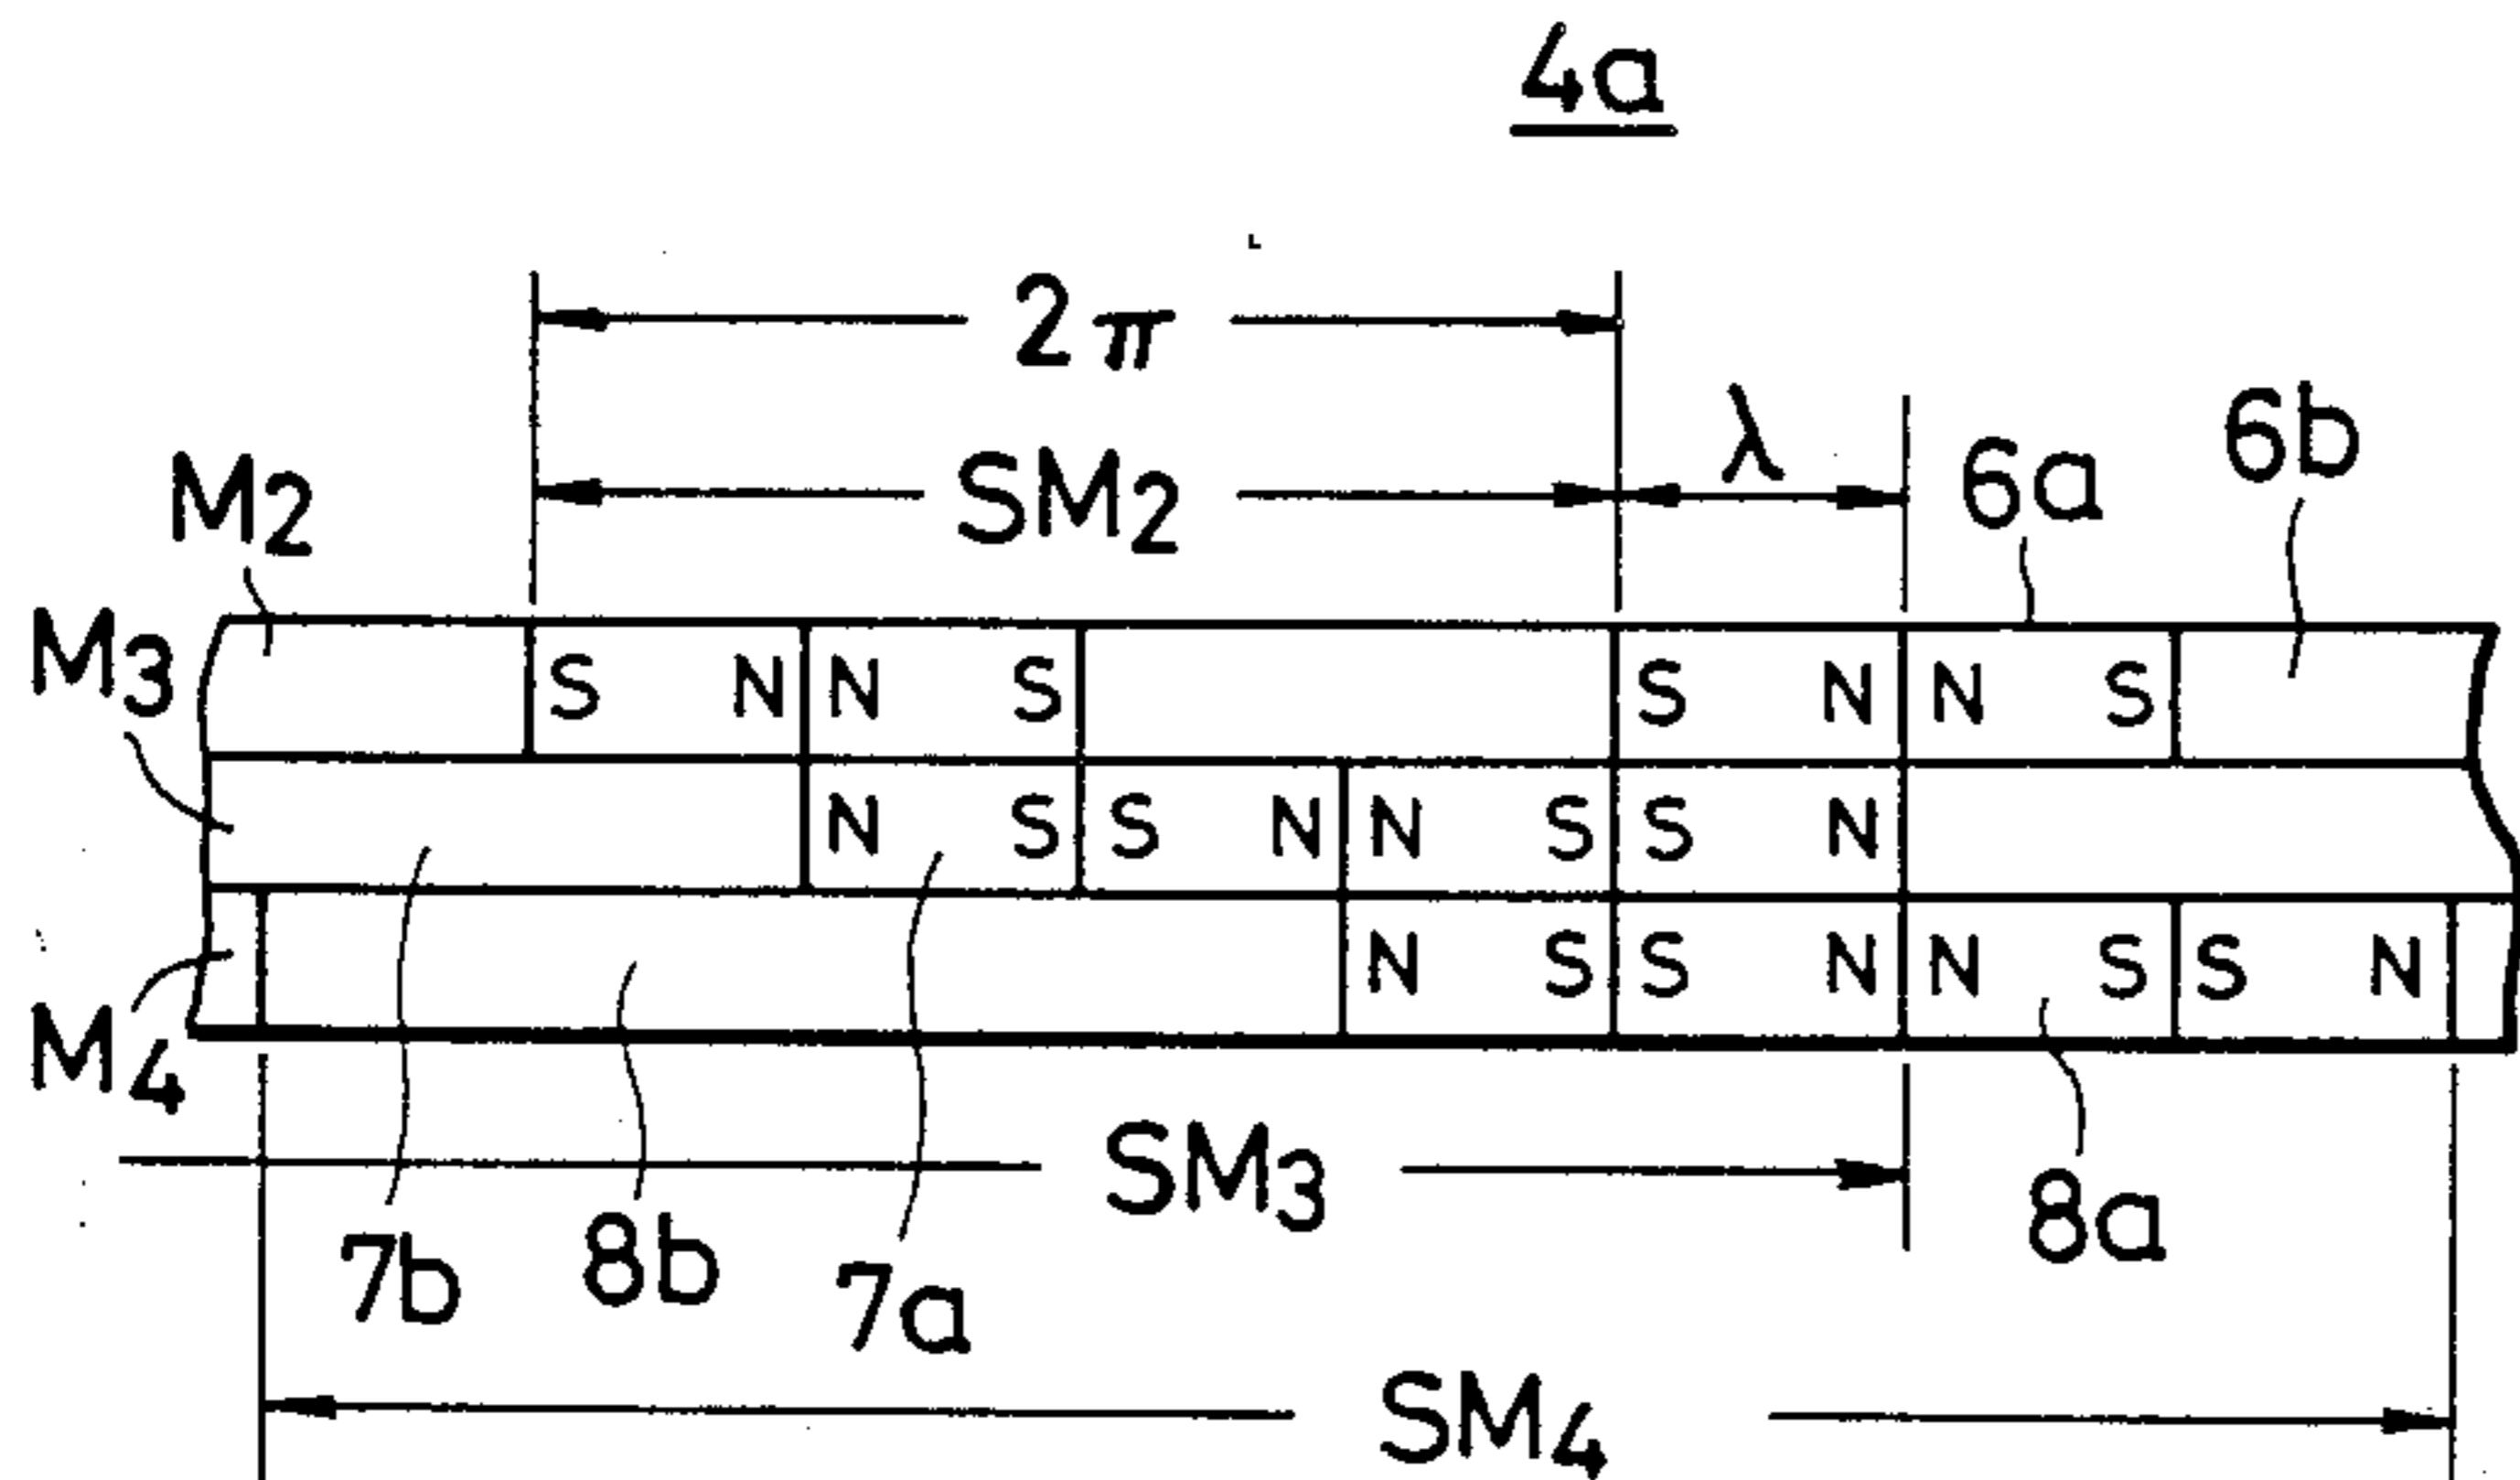 4a
2π
SM2 λ 6a 6b
M2
M3
S N N S S N N S
N S S N N S S N
N S S N N S S N
M4
SM3
7b 8b 7a 8a
SM4